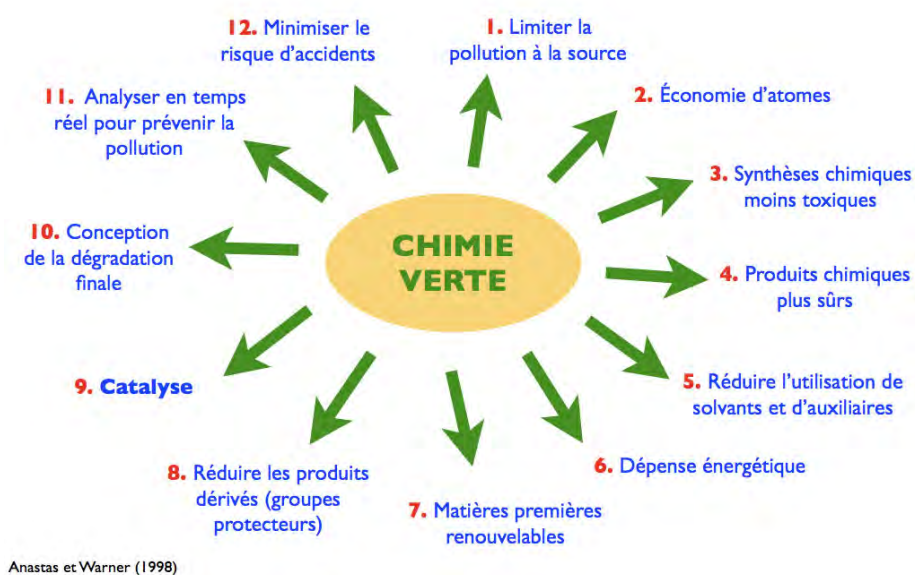 12. Minimiser le
risque d'accidents
1. Limiter la
pollution à la source
11. Analyser en temps
réel pour prévenir la
pollution
2. Économie d'atomes
3. Synthèses chimiques
moins toxiques
10. Conception
de la dégradation
finale
CHIMIE
VERTE
4. Produits chimiques
plus sûrs
9. Catalyse
5. Réduire l'utilisation de
solvants et d'auxiliaires
8. Réduire les produits
dérivés (groupes
protecteurs)
6. Dépense énergétique
7. Matières premières
renouvelables
Anastas et Warner (1998)